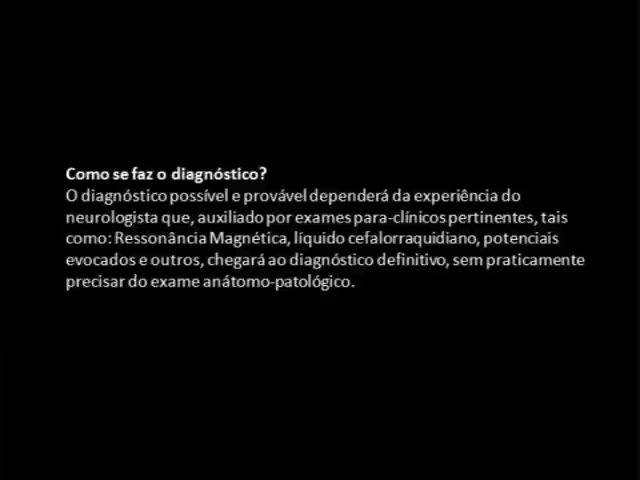 Como se faz o diagnóstico?
O diagnóstico possível e provável dependerá da experiência do
neurologista que, auxiliado por exames para-clínicos pertinentes, tais
como: Ressonância Magnética, líquido cefalorraquidiano, potenciais
evocados e outros, chegará ao diagnóstico definitivo, sem praticamente
precisar do exame anátomo-patológico.